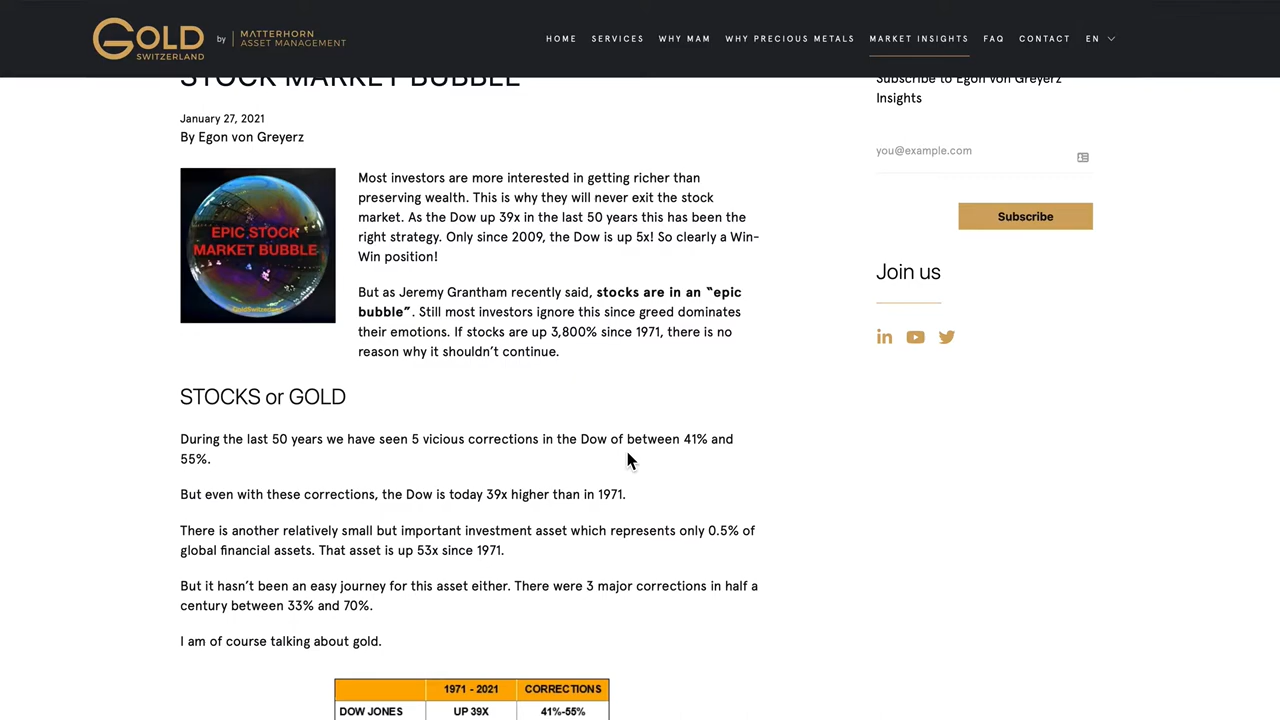 GOLD
SWITZERLAND
by
MATTERHORN
ASSET MANAGEMENT
HOME SERVICES WHY MAM WHY PRECIOUS METALS MARKET INSIGHTS FAQ CONTACT EN
STOCK MARKET BUBBLE
January 27, 2021
By Egon von Greyerz
EPIC STOCK
MARKET BUBBLE
Most investors are more interested in getting richer than
preserving wealth. This is why they will never exit the stock
market. As the Dow up 39x in the last 50 years this has been the
right strategy. Only since 2009, the Dow is up 5x! So clearly a Win-
Win position!
But as Jeremy Grantham recently said, stocks are in an “epic
bubble”. Still most investors ignore this since greed dominates
their emotions. If stocks are up 3,800% since 1971, there is no
reason why it shouldn’t continue.
STOCKS or GOLD
During the last 50 years we have seen 5 vicious corrections in the Dow of between 41% and
55%.
But even with these corrections, the Dow is today 39x higher than in 1971.
There is another relatively small but important investment asset which represents only 0.5% of
global financial assets. That asset is up 53x since 1971.
But it hasn’t been an easy journey for this asset either. There were 3 major corrections in half a
century between 33% and 70%.
I am of course talking about gold.
1971 - 2021 CORRECTIONS
DOW JONES UP 39X 41%-55%
Subscribe to Egon von Greyerz
Insights
you@example.com
Subscribe
Join us